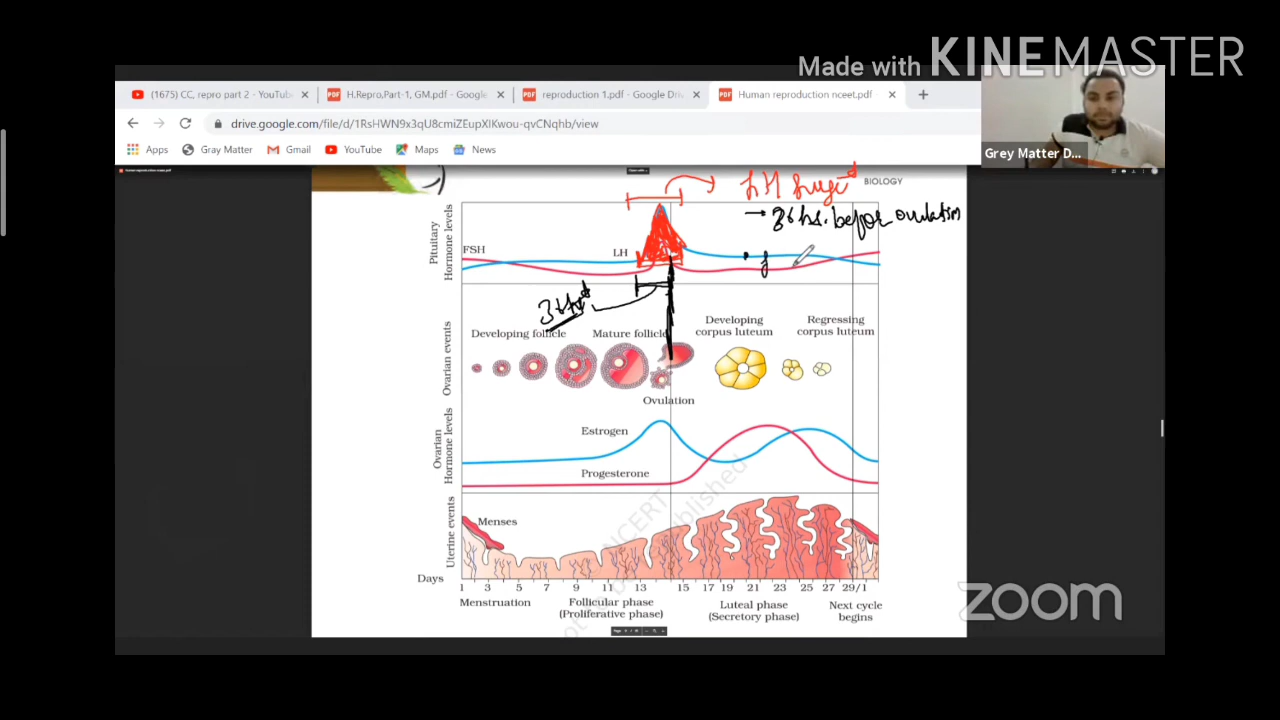 Made with KINEMASTER
(1675) CC, repro part 2 - YouTub
H.Repro.Part-1, GM.pdf - Google
reproduction 1.pdf - Google Driv
Human reproduction nceet.pdf
drive.google.com/file/d/1RsHWN9x3qU8cmiZEupXIKwou-qvCNqhb/view
Apps
Gray Matter
Gmail
YouTube
Maps
News
Grey Matter D...
BIOLOGY
LH surge
→ 36 hs. before ovulation
Pituitary
Hormone levels
FSH
LH
36 hrs
Ovarian events
Developing follicle
Mature follicle
Developing
corpus luteum
Regressing
corpus luteum
Ovulation
Ovarian
Hormone levels
Estrogen
Progesterone
Uterine events
Menses
Days
1 3 5 7 9 11 13 15 17 19 21 23 25 27 29/1
Menstruation
Follicular phase
(Proliferative phase)
Luteal phase
(Secretory phase)
Next cycle
begins
zoom